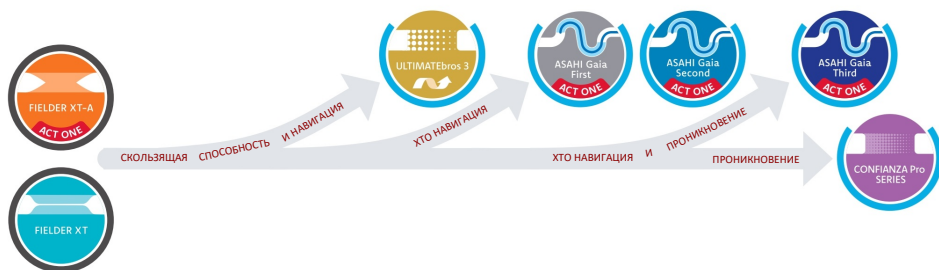 FIELDER XT-A
ACT ONE
FIELDER XT
СКОЛЬЗЯЩАЯ СПОСОБНОСТЬ И НАВИГАЦИЯ
ULTIMATEbros 3
ХТО НАВИГАЦИЯ
ASAHI Gaia
First
ACT ONE
ASAHI Gaia
Second
ACT ONE
ХТО НАВИГАЦИЯ И ПРОНИКНОВЕНИЕ
ASAHI Gaia
Third
ACT ONE
ПРОНИКНОВЕНИЕ
CONFIANZA Pro
SERIES